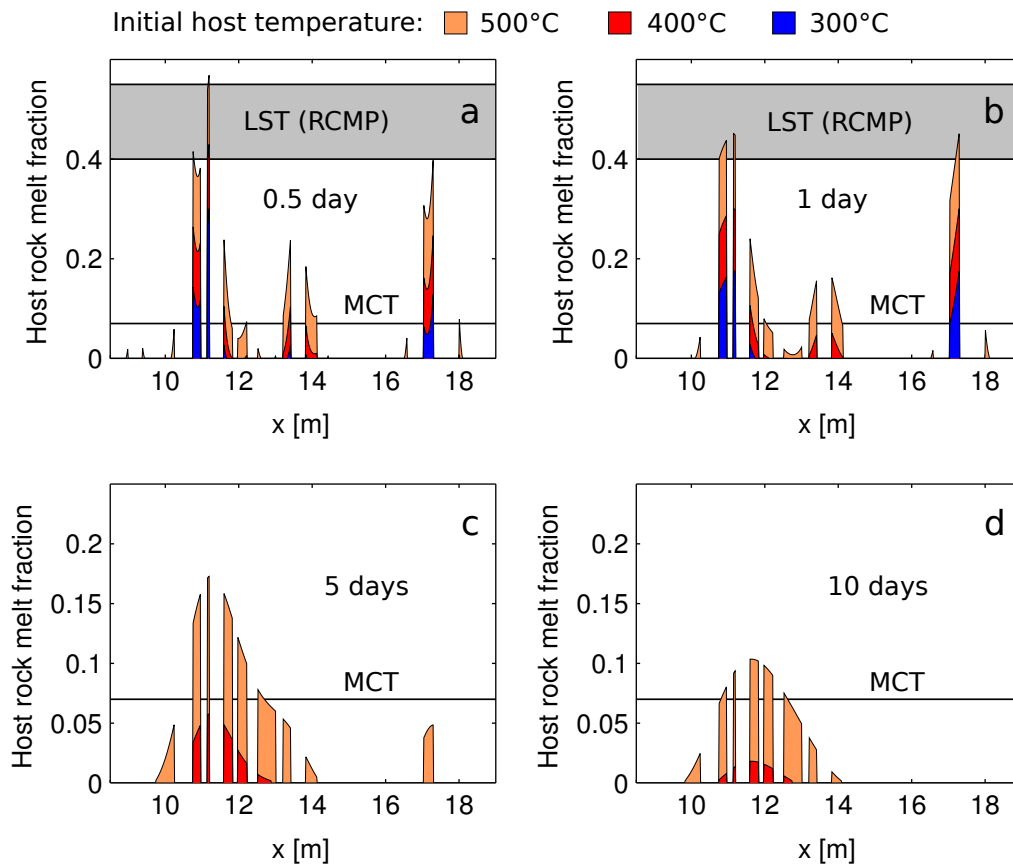 Initial host temperature: 500°C 400°C 300°C
a
LST (RCMP)
0.4
0.5 day
0.2
MCT
0
10 12 14 16 18
x [m]
Host rock melt fraction
b
LST (RCMP)
0.4
1 day
0.2
MCT
0
10 12 14 16 18
x [m]
Host rock melt fraction
c
0.2
5 days
0.15
0.1
MCT
0.05
0
10 12 14 16 18
x [m]
Host rock melt fraction
d
0.2
10 days
0.15
0.1
MCT
0.05
0
10 12 14 16 18
x [m]
Host rock melt fraction